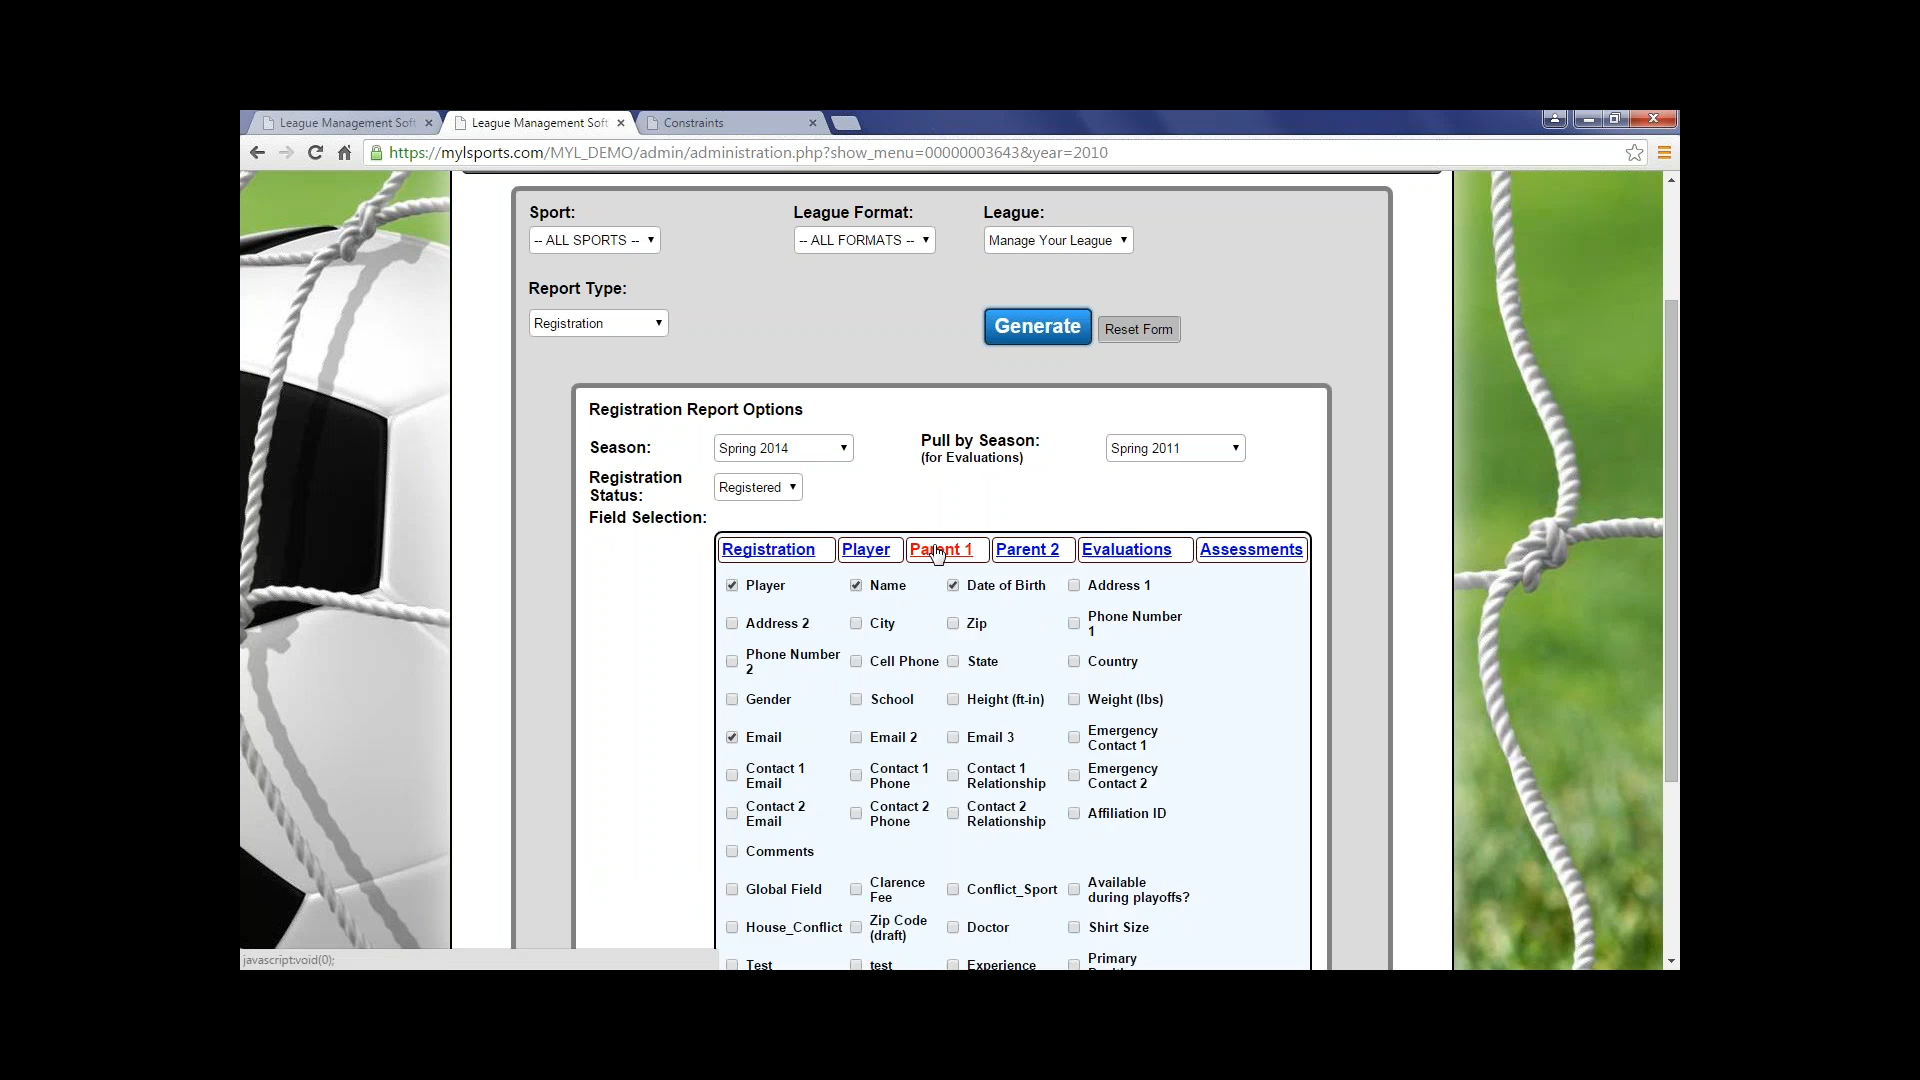 League Management Soft
League Management Soft
Constraints
https://mylsports.com/MYL_DEMO/admin/administration.php?show_menu=00000003643&year=2010
Sport: League Format: League:
-- ALL SPORTS -- -- ALL FORMATS -- Manage Your League
Report Type:
Registration Generate Reset Form
Registration Report Options
Season: Spring 2014 Pull by Season: Spring 2011
(for Evaluations)
Registration
Status: Registered
Field Selection:
Registration Player Parent 1 Parent 2 Evaluations Assessments
Player Name Date of Birth Address 1
Address 2 City Zip Phone Number
1
Phone Number
2 Cell Phone State Country
Gender School Height (ft-in) Weight (lbs)
Email Email 2 Email 3 Emergency
Contact 1
Contact 1 Contact 1 Contact 1 Emergency
Email Phone Relationship Contact 2
Contact 2 Contact 2 Contact 2 Affiliation ID
Email Phone Relationship
Comments
Global Field Clarence Conflict_Sport Available
Fee during playoffs?
House_Conflict Zip Code Doctor Shirt Size
(draft)
Test test Experience Primary
javascript:void(0);